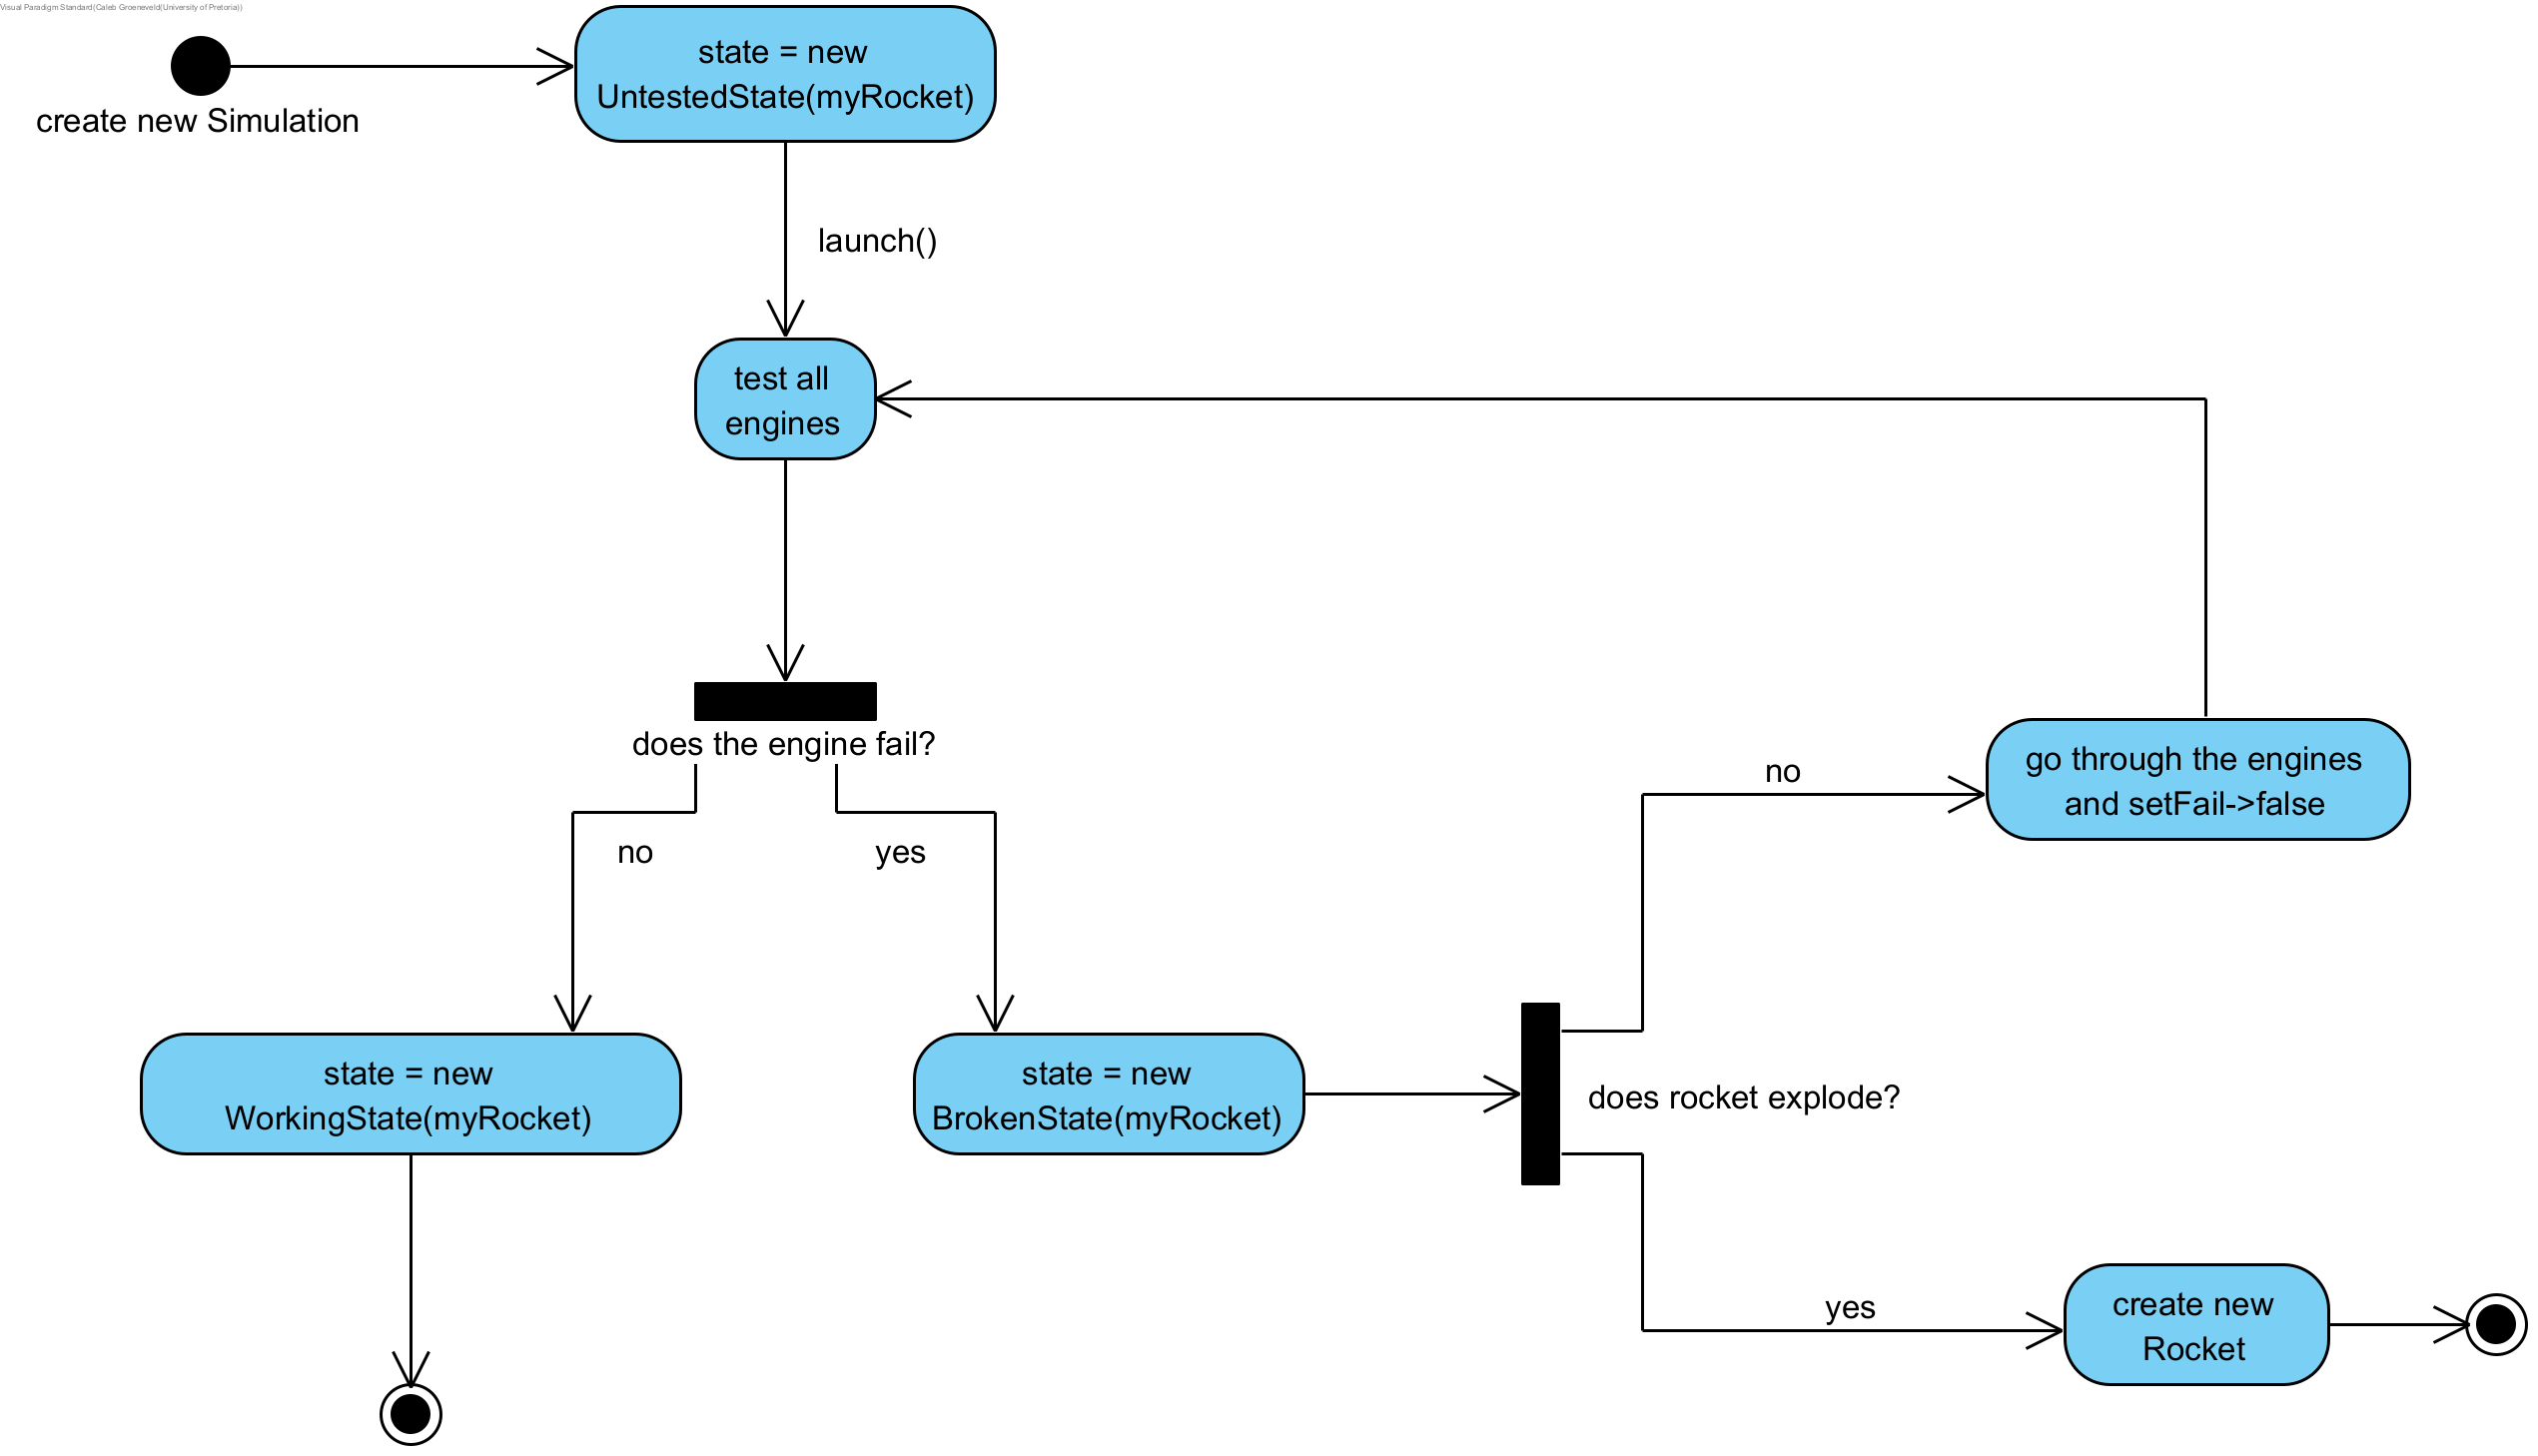 Visual Paradigm Standard(Caleb Groeneveld(University of Pretoria))
state = new
UntestedState(myRocket)
create new Simulation
launch()
test all
engines
does the engine fail?
no
yes
no
go through the engines
and setFail->false
state = new
WorkingState(myRocket)
state = new
BrokenState(myRocket)
does rocket explode?
yes
create new
Rocket